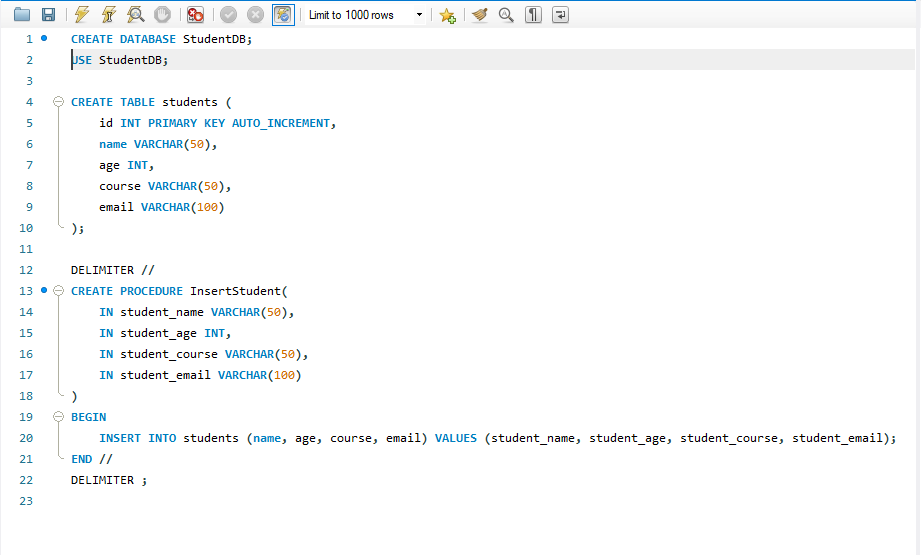 Limit to 1000 rows
1 CREATE DATABASE StudentDB;
2 USE StudentDB;
3
4 CREATE TABLE students (
5 id INT PRIMARY KEY AUTO_INCREMENT,
6 name VARCHAR(50),
7 age INT,
8 course VARCHAR(50),
9 email VARCHAR(100)
10 );
11
12 DELIMITER //
13 CREATE PROCEDURE InsertStudent(
14 IN student_name VARCHAR(50),
15 IN student_age INT,
16 IN student_course VARCHAR(50),
17 IN student_email VARCHAR(100)
18 )
19 BEGIN
20 INSERT INTO students (name, age, course, email) VALUES (student_name, student_age, student_course, student_email);
21 END //
22 DELIMITER ;
23